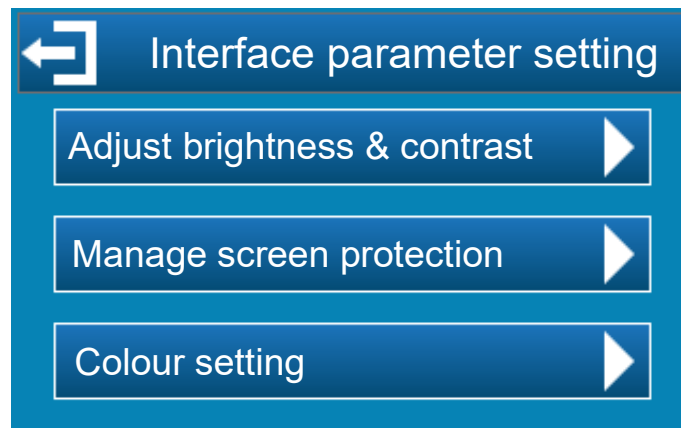 Interface parameter setting
Adjust brightness & contrast
Manage screen protection
Colour setting